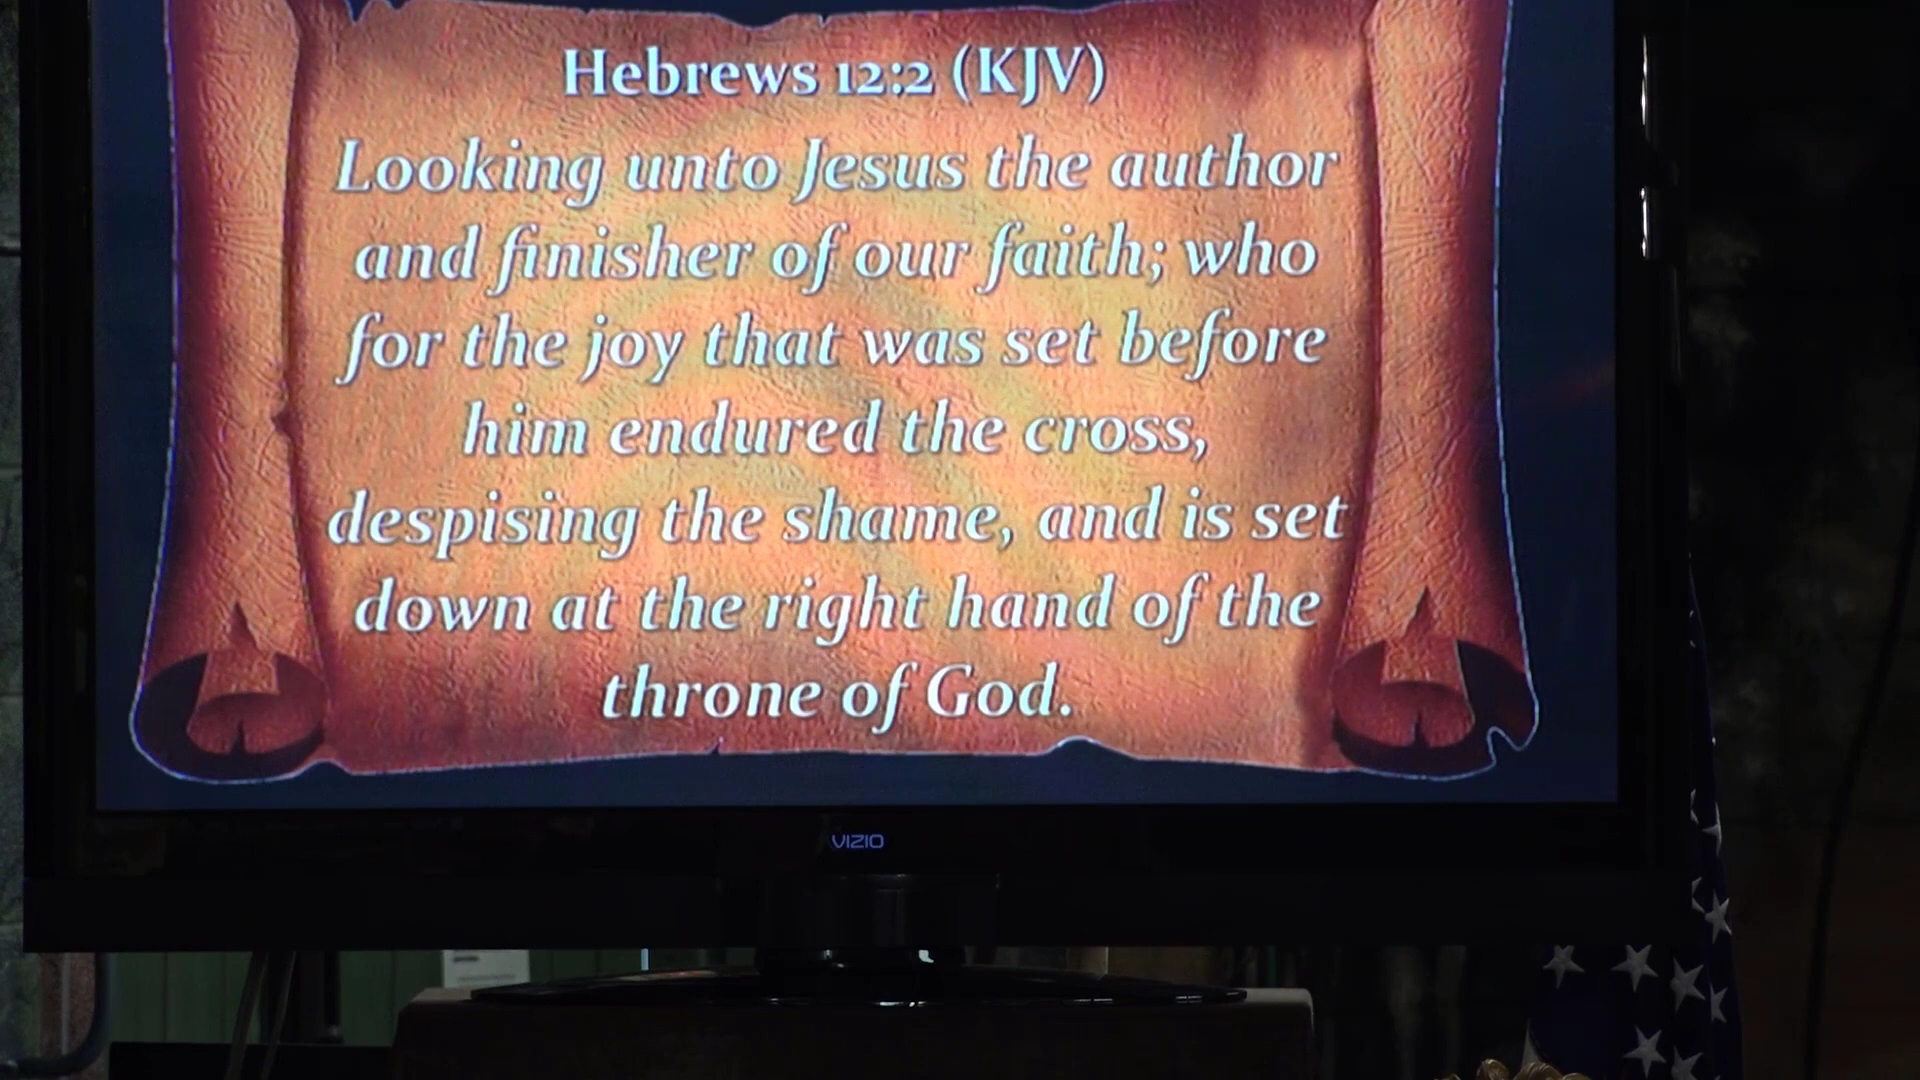 Hebrews 12:2 (KJV)
Looking unto Jesus the author
and finisher of our faith; who
for the joy that was set before
him endured the cross,
despising the shame, and is set
down at the right hand of the
throne of God.
VIZIO